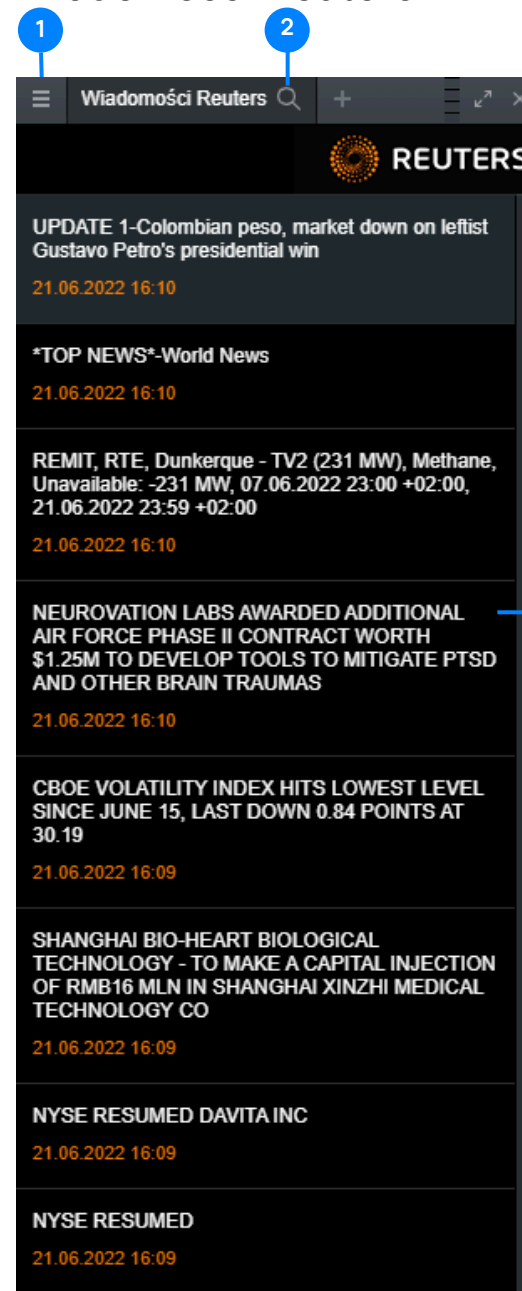 1
2
Wiadomości Reuters
REUTERS
UPDATE 1-Colombian peso, market down on leftist
Gustavo Petro's presidential win
21.06.2022 16:10
*TOP NEWS*-World News
21.06.2022 16:10
REMIT, RTE, Dunkerque - TV2 (231 MW), Methane,
Unavailable: -231 MW, 07.06.2022 23:00 +02:00,
21.06.2022 23:59 +02:00
21.06.2022 16:10
NEUROVATION LABS AWARDED ADDITIONAL
AIR FORCE PHASE II CONTRACT WORTH
$1.25M TO DEVELOP TOOLS TO MITIGATE PTSD
AND OTHER BRAIN TRAUMAS
21.06.2022 16:10
CBOE VOLATILITY INDEX HITS LOWEST LEVEL
SINCE JUNE 15, LAST DOWN 0.84 POINTS AT
30.19
21.06.2022 16:09
SHANGHAI BIO-HEART BIOLOGICAL
TECHNOLOGY - TO MAKE A CAPITAL INJECTION
OF RMB16 MLN IN SHANGHAI XINZHI MEDICAL
TECHNOLOGY CO
21.06.2022 16:09
NYSE RESUMED DAVITA INC
21.06.2022 16:09
NYSE RESUMED
21.06.2022 16:09